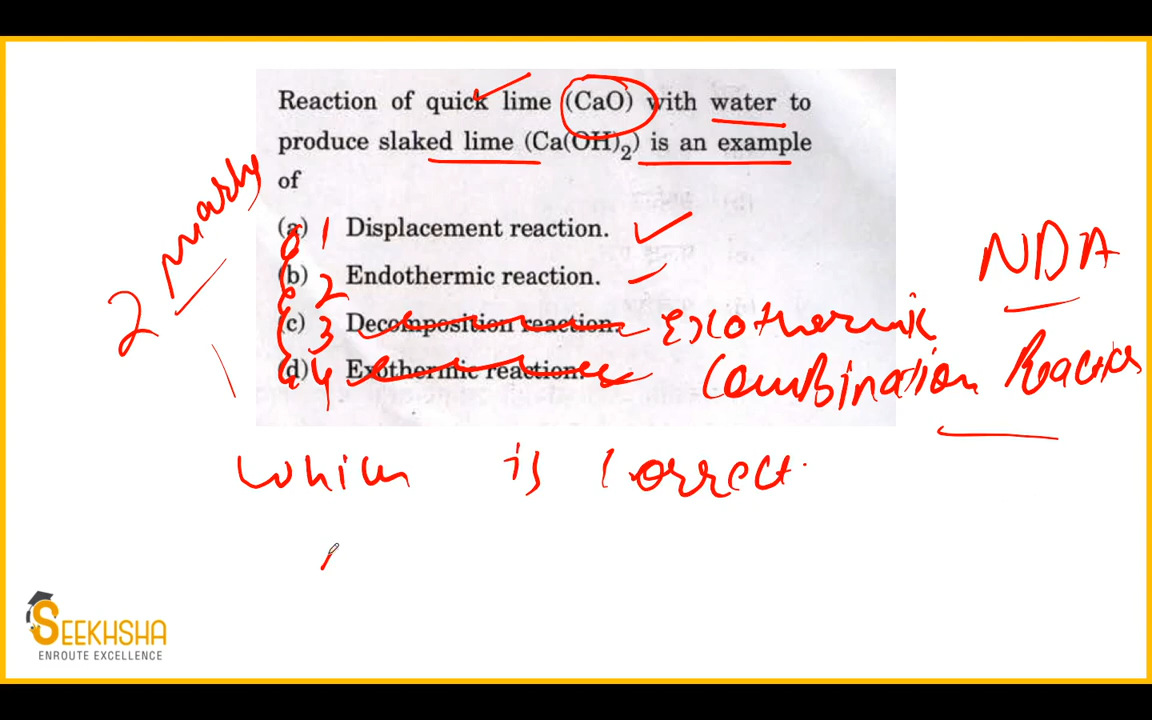 Reaction of quick lime (CaO) with water to
produce slaked lime (Ca(OH)₂) is an example
of
(a) 1 Displacement reaction.
(b) 2 Endothermic reaction.
(c) 3 Decomposition reaction. Exothermic
(d) 4 Exothermic reaction. Combination Reaction
2 marks
NDA
which is correct
SEEKHSHA
ENROUTE EXCELLENCE